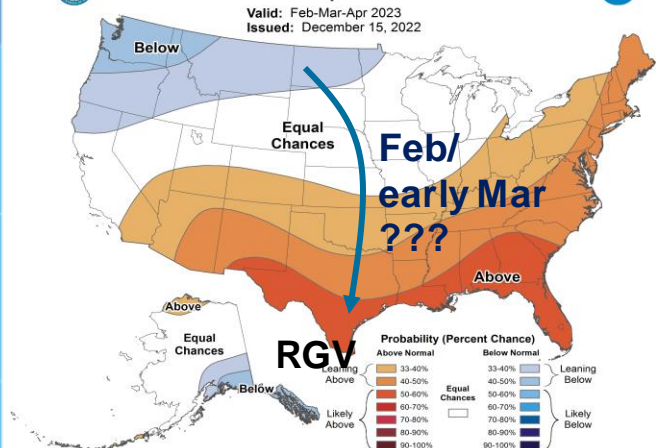 Valid: Feb-Mar-Apr 2023
Issued: December 15, 2022
Below
Equal
Chances
Feb/
early Mar
???
Above
Above
Equal
Chances
Below
RGV
Probability (Percent Chance)
Above Normal
Below Normal
Leaning
Above
33-40%
40-50%
Likely
Above
50-60%
60-70%
70-80%
80-90%
90-100%
Equal
Chances
33-40%
40-50%
Leaning
Below
50-60%
60-70%
70-80%
80-90%
90-100%
Likely
Below